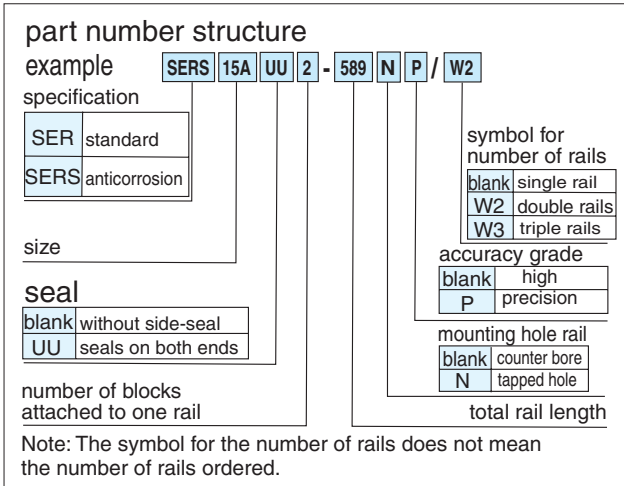 part number structure
example SERS 15A UU 2 - 589 N P / W2
specification
SER standard
SERS anticorrosion
size
seal
blank without side-seal
UU seals on both ends
number of blocks
attached to one rail
symbol for
number of rails
blank single rail
W2 double rails
W3 triple rails
accuracy grade
blank high
P precision
mounting hole rail
blank counter bore
N tapped hole
total rail length
Note: The symbol for the number of rails does not mean
the number of rails ordered.